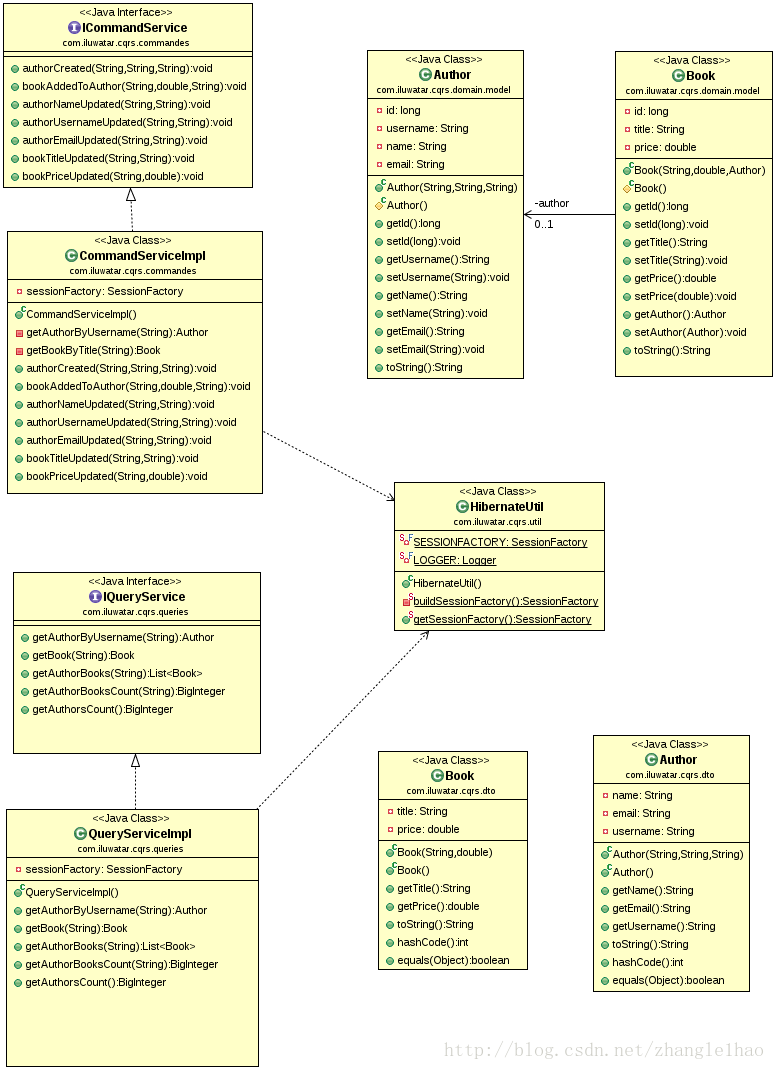 <<Java Interface>>
ICommandService
com.iluwatar.cqrs.commandes
authorCreated(String,String,String):void
bookAddedToAuthor(String,double,String):void
authorNameUpdated(String,String):void
authorUsernameUpdated(String,String):void
authorEmailUpdated(String,String):void
bookTitleUpdated(String,String):void
bookPriceUpdated(String,double):void
<<Java Class>>
CommandServiceImpl
com.iluwatar.cqrs.commandes
sessionFactory: SessionFactory
CommandServiceImpl()
getAuthorByUsername(String):Author
getBookByTitle(String):Book
authorCreated(String,String,String):void
bookAddedToAuthor(String,double,String):void
authorNameUpdated(String,String):void
authorUsernameUpdated(String,String):void
authorEmailUpdated(String,String):void
bookTitleUpdated(String,String):void
bookPriceUpdated(String,double):void
<<Java Class>>
Author
com.iluwatar.cqrs.domain.model
id: long
username: String
name: String
email: String
Author(String,String,String)
Author()
getId():long
setId(long):void
getUsername():String
setUsername(String):void
getName():String
setName(String):void
getEmail():String
setEmail(String):void
toString():String
-author
0..1
<<Java Class>>
Book
com.iluwatar.cqrs.domain.model
id: long
title: String
price: double
Book(String,double,Author)
Book()
getId():long
setId(long):void
getTitle():String
setTitle(String):void
getPrice():double
setPrice(double):void
getAuthor():Author
setAuthor(Author):void
toString():String
<<Java Class>>
HibernateUtil
com.iluwatar.cqrs.util
SESSIONFACTORY: SessionFactory
LOGGER: Logger
HibernateUtil()
buildSessionFactory():SessionFactory
getSessionFactory():SessionFactory
<<Java Interface>>
IQueryService
com.iluwatar.cqrs.queries
getAuthorByUsername(String):Author
getBook(String):Book
getAuthorBooks(String):List<Book>
getAuthorBooksCount(String):BigInteger
getAuthorsCount():BigInteger
<<Java Class>>
QueryServiceImpl
com.iluwatar.cqrs.queries
sessionFactory: SessionFactory
QueryServiceImpl()
getAuthorByUsername(String):Author
getBook(String):Book
getAuthorBooks(String):List<Book>
getAuthorBooksCount(String):BigInteger
getAuthorsCount():BigInteger
<<Java Class>>
Book
com.iluwatar.cqrs.dto
title: String
price: double
Book(String,double)
Book()
getTitle():String
getPrice():double
toString():String
hashCode():int
equals(Object):boolean
<<Java Class>>
Author
com.iluwatar.cqrs.dto
name: String
email: String
username: String
Author(String,String,String)
Author()
getName():String
getEmail():String
getUsername():String
toString():String
hashCode():int
equals(Object):boolean
http://blog.csdn.net/zhanglelhao